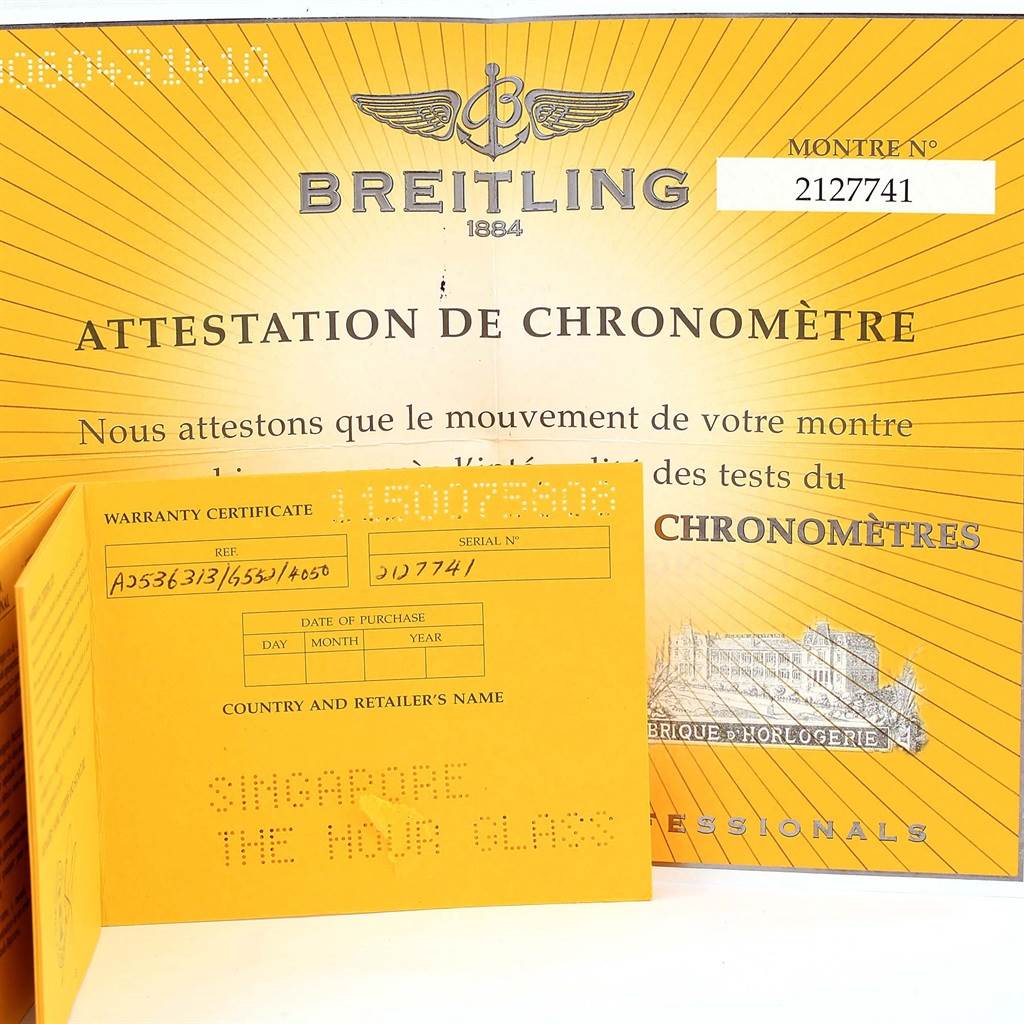 060431410
BREITLING
1884
MONTRE N°
2127741
ATTESTATION DE CHRONOMÈTRE
Nous attestons que le mouvement de votre montre
des tests du
CHRONOMÈTRES
BRIQUE D'HORLOGERIE
ESSIONALS
WARRANTY CERTIFICATE 1150075808
REF.
A2536313/G552/4050
SERIAL N°
2127741
DATE OF PURCHASE
DAY MONTH YEAR
COUNTRY AND RETAILER'S NAME
SINGAPORE
THE HOUR GLASS